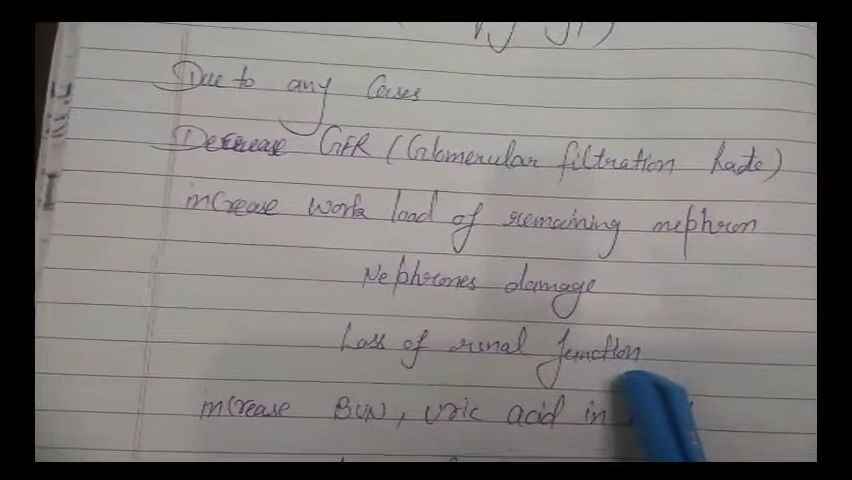 Due to any Cases
Decrease GFR (Glomerular filtration Rate)
increase work load of remaining nephron
Nephrones damage
Loss of renal function
increase BUN, uric acid in